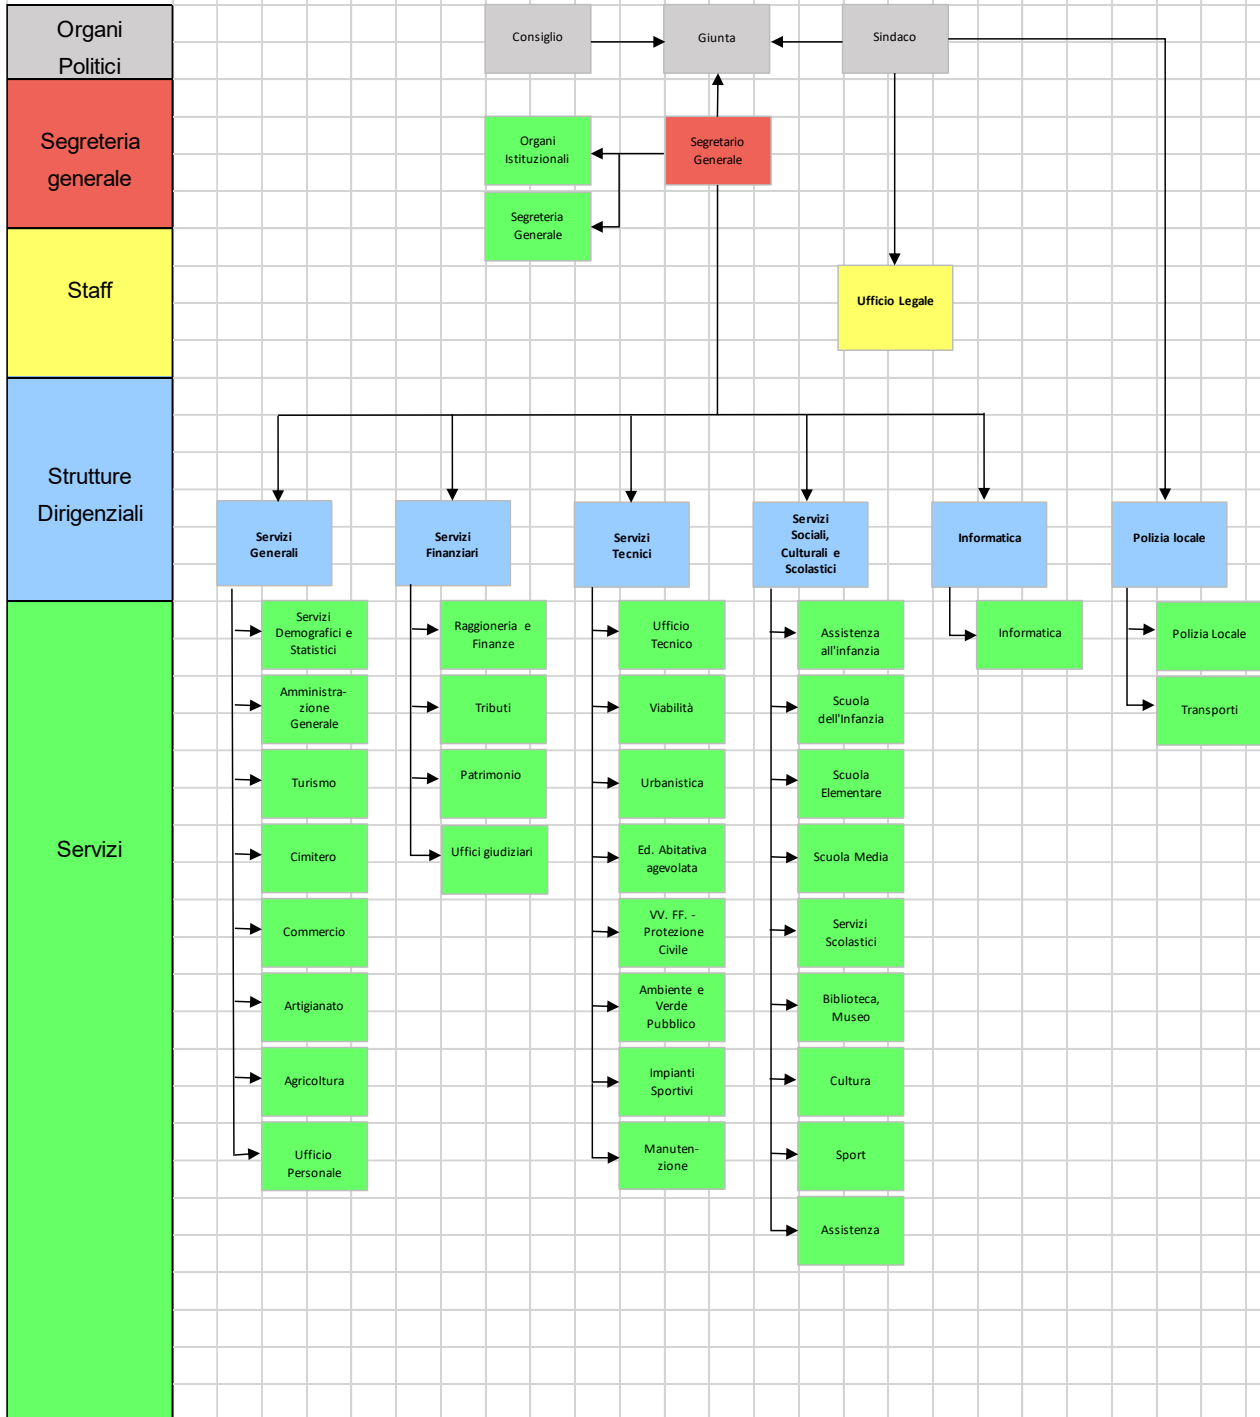 Organi
Politici
Consiglio
Giunta
Sindaco
Segreteria
generale
Organi
Istituzionali
Segretario
Generale
Segreteria
Generale
Staff
Ufficio Legale
Strutture
Dirigenziali
Servizi
Generali
Servizi
Finanziari
Servizi
Tecnici
Servizi
Sociali,
Culturali e
Scolastici
Informatica
Polizia locale
Servizi
Servizi
Demografici e
Statistici
Amministra-
zione
Generale
Turismo
Cimitero
Commercio
Artigianato
Agricoltura
Ufficio
Personale
Raggioneria e
Finanze
Tributi
Patrimonio
Uffici giudiziari
Ufficio
Tecnico
Viabilità
Urbanistica
Ed. Abitativa
agevolata
VV. FF. -
Protezione
Civile
Ambiente e
Verde
Pubblico
Impianti
Sportivi
Manuten-
zione
Assistenza
all'infanzia
Scuola
dell'Infanzia
Scuola
Elementare
Scuola Media
Servizi
Scolastici
Biblioteca,
Museo
Cultura
Sport
Assistenza
Informatica
Polizia Locale
Transporti